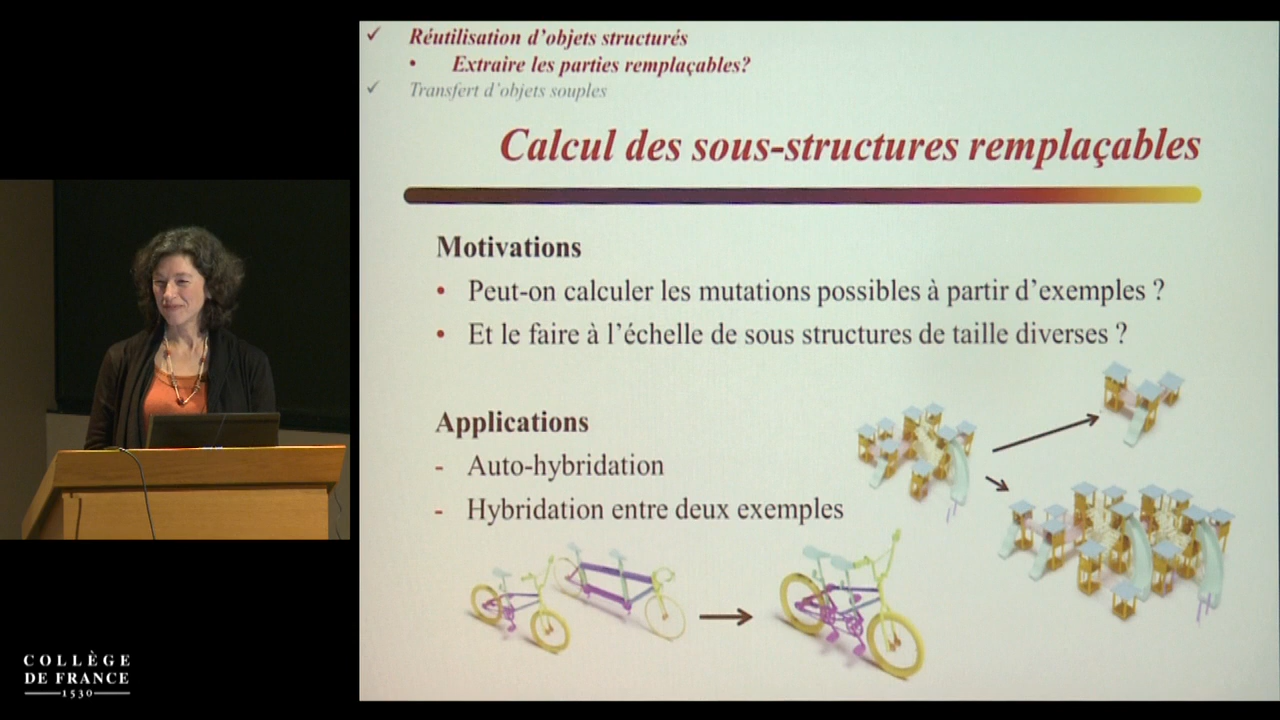 Réutilisation d'objets structurés
• Extraire les parties remplaçables?
Transfert d'objets souples
Calcul des sous-structures remplaçables
Motivations
• Peut-on calculer les mutations possibles à partir d'exemples ?
• Et le faire à l'échelle de sous structures de taille diverses ?
Applications
- Auto-hybridation
- Hybridation entre deux exemples
COLLÈGE
DE FRANCE
1530